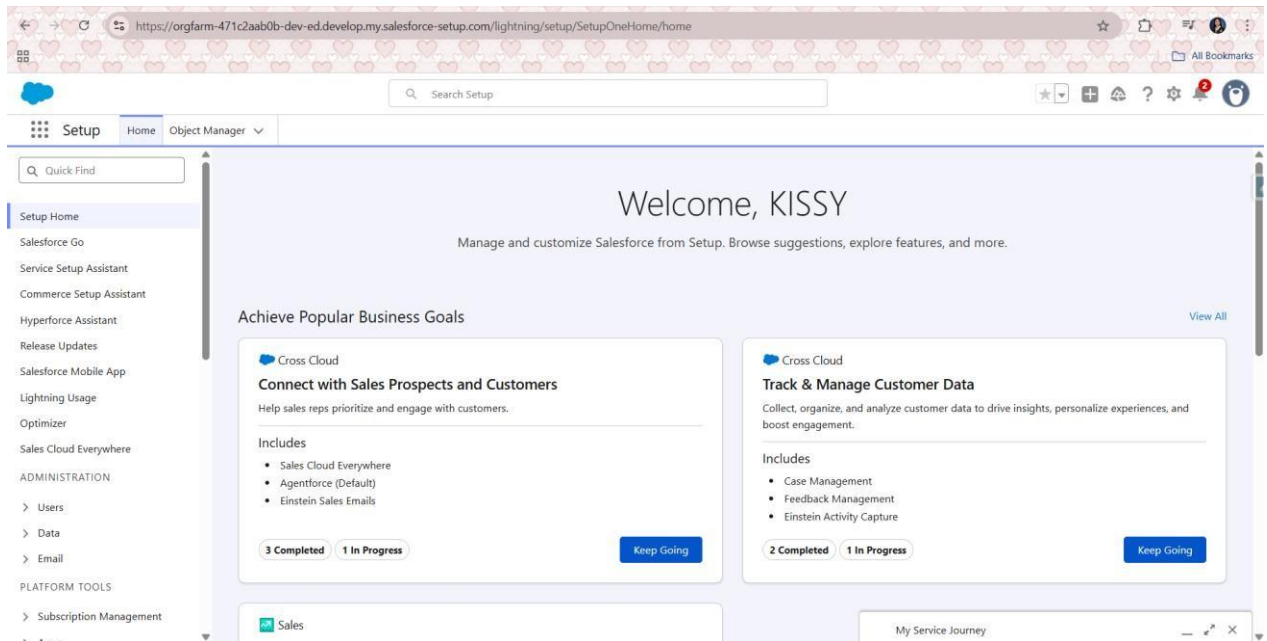 https://orgfarm-471c2aab0b-dev-ed.develop.my.salesforce-setup.com/lightning/setup/SetupOneHome/home
All Bookmarks
Search Setup
2
Setup
Home
Object Manager
Quick Find
Setup Home
Salesforce Go
Service Setup Assistant
Commerce Setup Assistant
Hyperforce Assistant
Release Updates
Salesforce Mobile App
Lightning Usage
Optimizer
Sales Cloud Everywhere
ADMINISTRATION
Users
Data
Email
PLATFORM TOOLS
Subscription Management
Welcome, KISSY
Manage and customize Salesforce from Setup. Browse suggestions, explore features, and more.
Achieve Popular Business Goals
View All
Cross Cloud
Connect with Sales Prospects and Customers
Help sales reps prioritize and engage with customers.
Includes
• Sales Cloud Everywhere
• Agentforce (Default)
• Einstein Sales Emails
3 Completed
1 In Progress
Keep Going
Cross Cloud
Track & Manage Customer Data
Collect, organize, and analyze customer data to drive insights, personalize experiences, and
boost engagement.
Includes
• Case Management
• Feedback Management
• Einstein Activity Capture
2 Completed
1 In Progress
Keep Going
Sales
My Service Journey